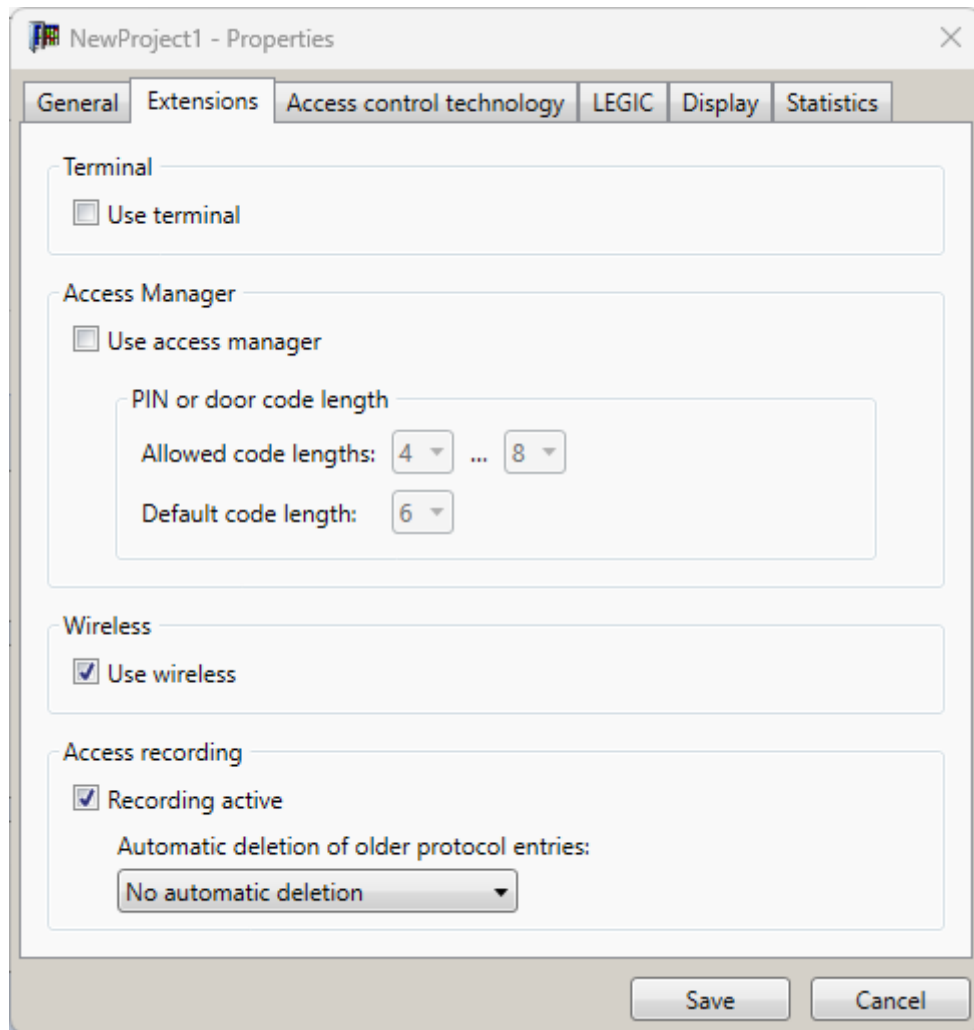 NewProject1 - Properties
General Extensions Access control technology LEGIC Display Statistics
Terminal
Use terminal
Access Manager
Use access manager
PIN or door code length
Allowed code lengths: 4 ... 8
Default code length: 6
Wireless
Use wireless
Access recording
Recording active
Automatic deletion of older protocol entries:
No automatic deletion
Save Cancel